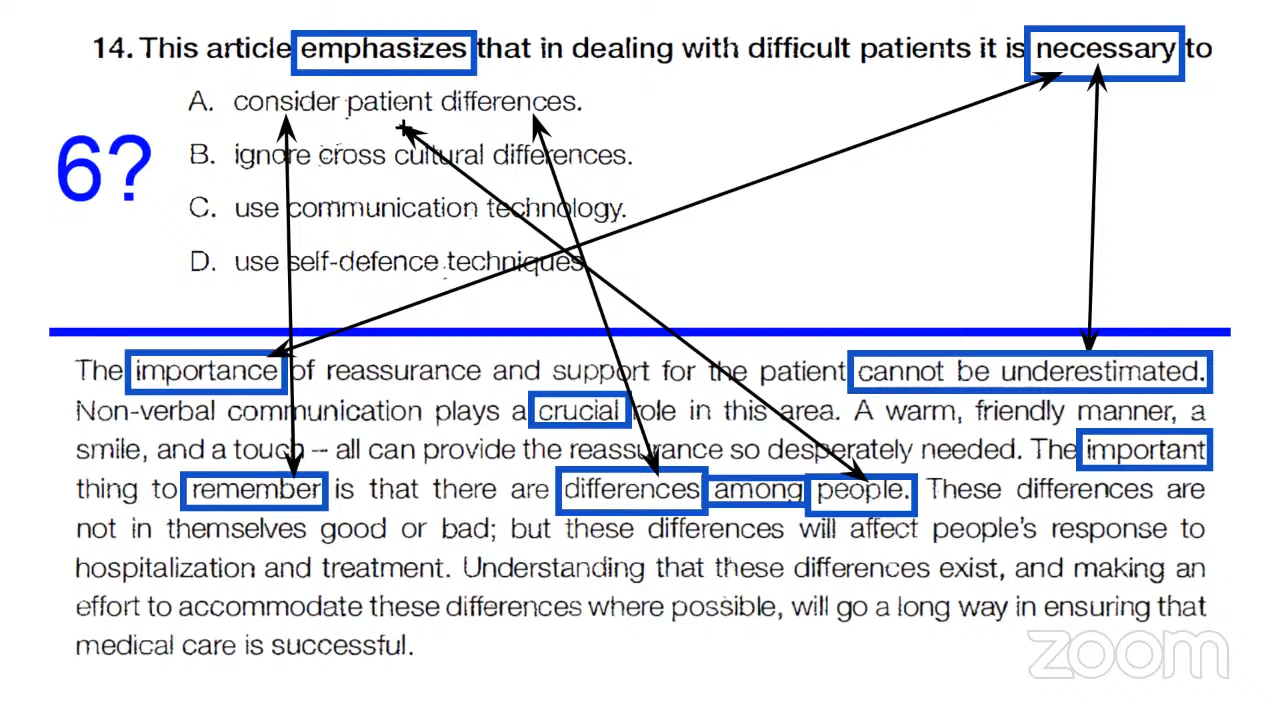 14. This article emphasizes that in dealing with difficult patients it is necessary to
A. consider patient differences.
6?
B. ignore cross cultural differences.
C. use communication technology.
D. use self-defence techniques
The importance of reassurance and support for the patient cannot be underestimated.
Non-verbal communication plays a crucial role in this area. A warm, friendly manner, a
smile, and a touch – all can provide the reassurance so desperately needed. The important
thing to remember is that there are differences among people. These differences are
not in themselves good or bad; but these differences will affect people's response to
hospitalization and treatment. Understanding that these differences exist, and making an
effort to accommodate these differences where possible, will go a long way in ensuring that
medical care is successful.
zoom